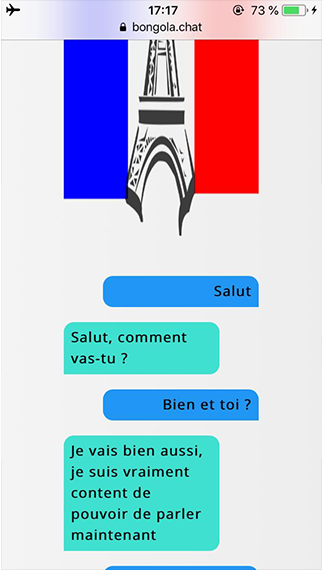 17:17
73 %
bongola.chat
Salut
Salut, comment
vas-tu ?
Bien et toi ?
Je vais bien aussi,
je suis vraiment
content de
pouvoir de parler
maintenant